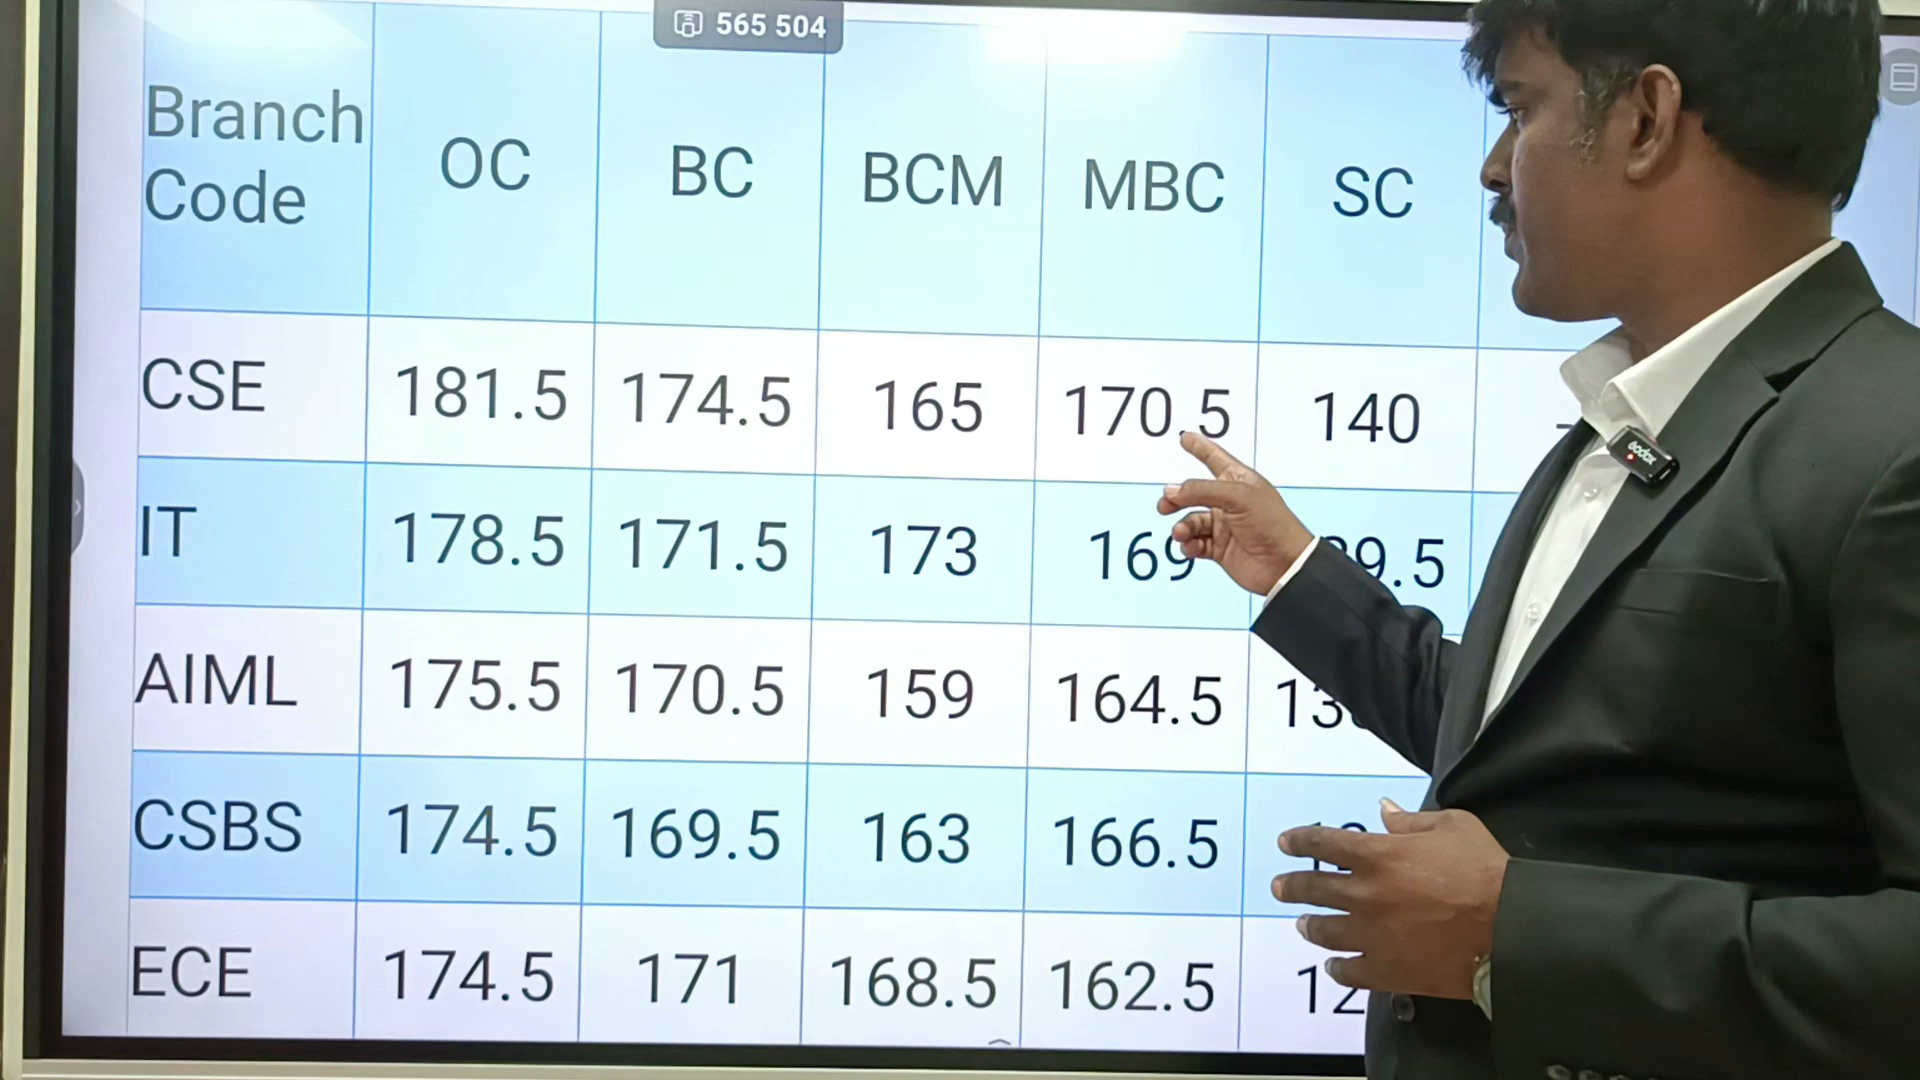 565 504
Branch Code OC BC BCM MBC SC
CSE 181.5 174.5 165 170.5 140 -
IT 178.5 171.5 173 169
AIML 175.5 170.5 159 164.5
CSBS 174.5 169.5 163 166.5
ECE 174.5 171 168.5 162.5
Godox